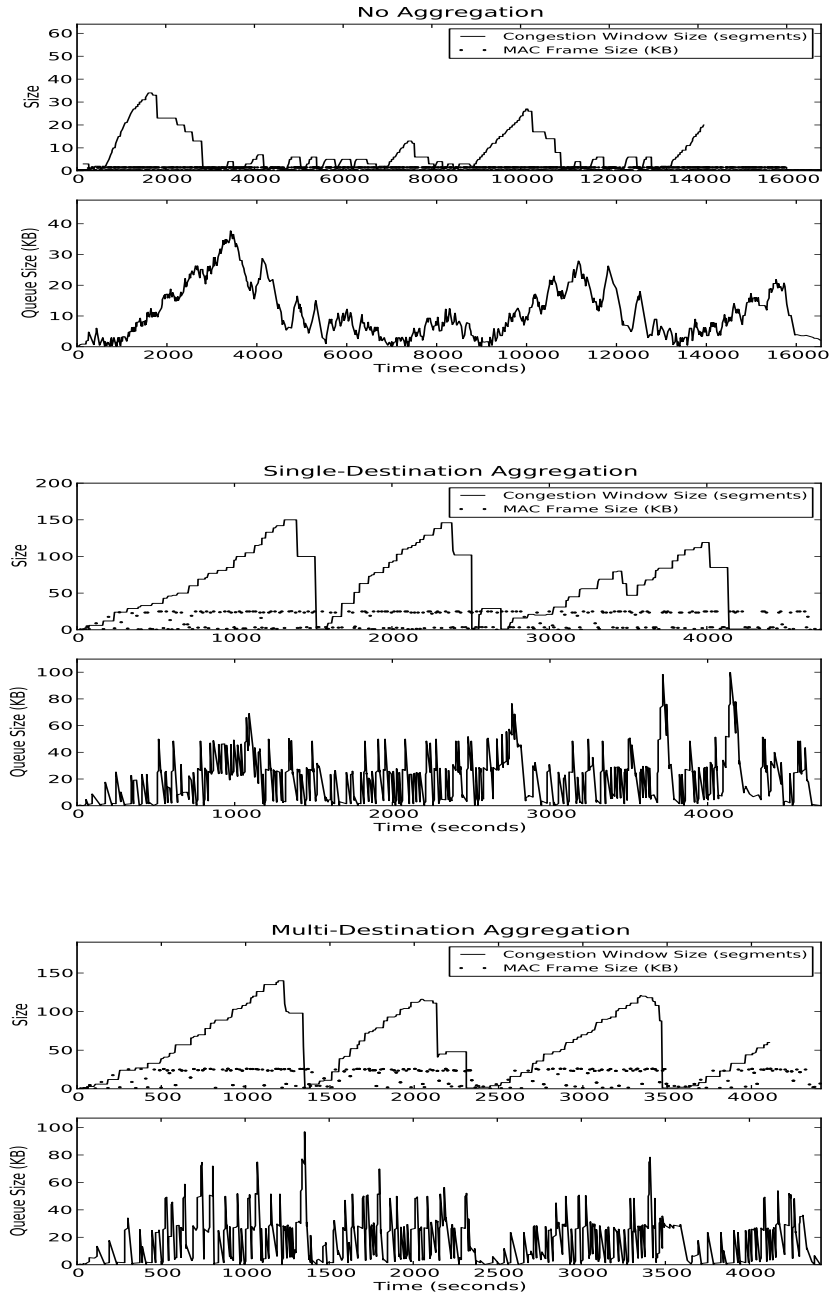 No Aggregation
60
50
40
30
20
10
0
Size
Congestion Window Size (segments)
MAC Frame Size (KB)
0 2000 4000 6000 8000 10000 12000 14000 16000
40
30
20
10
0
Queue Size (KB)
0 2000 4000 6000 8000 10000 12000 14000 16000
Time (seconds)
Single-Destination Aggregation
200
150
100
50
0
Size
Congestion Window Size (segments)
MAC Frame Size (KB)
0 1000 2000 3000 4000
100
80
60
40
20
0
Queue Size (KB)
0 1000 2000 3000 4000
Time (seconds)
Multi-Destination Aggregation
150
100
50
0
Size
Congestion Window Size (segments)
MAC Frame Size (KB)
0 500 1000 1500 2000 2500 3000 3500 4000
100
80
60
40
20
0
Queue Size (KB)
0 500 1000 1500 2000 2500 3000 3500 4000
Time (seconds)